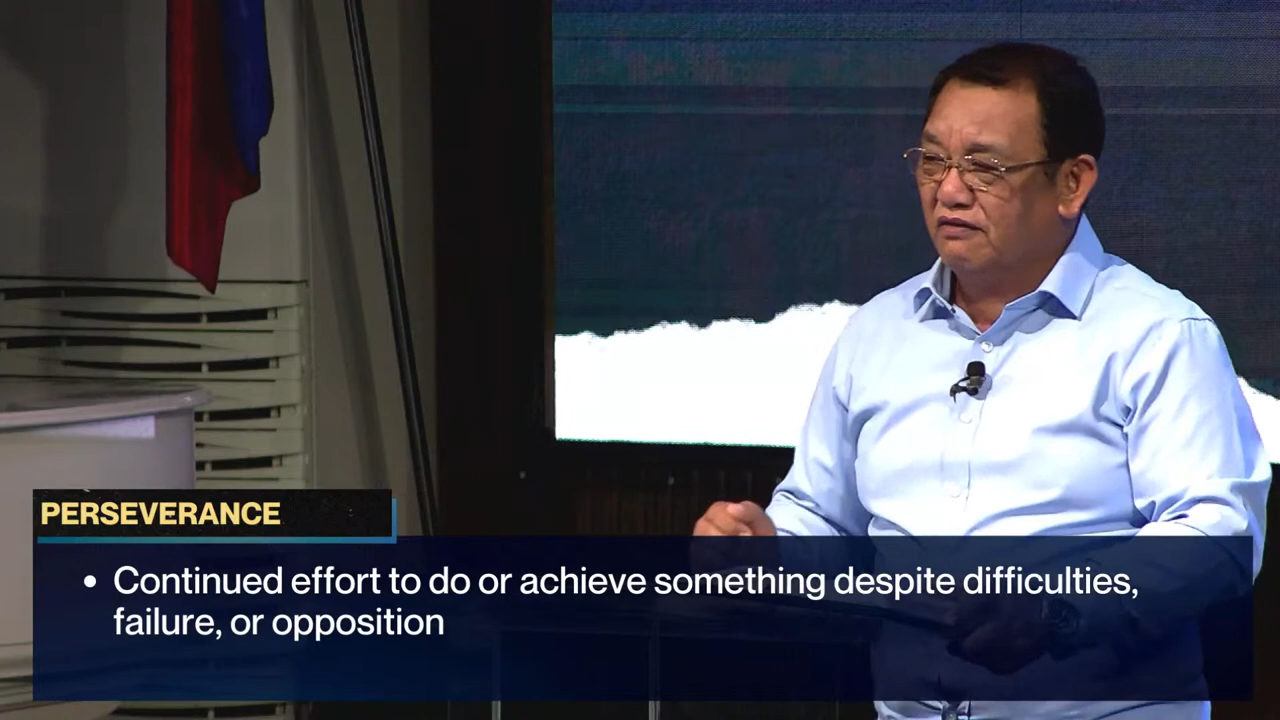 PERSEVERANCE
• Continued effort to do or achieve something despite difficulties,
failure, or opposition